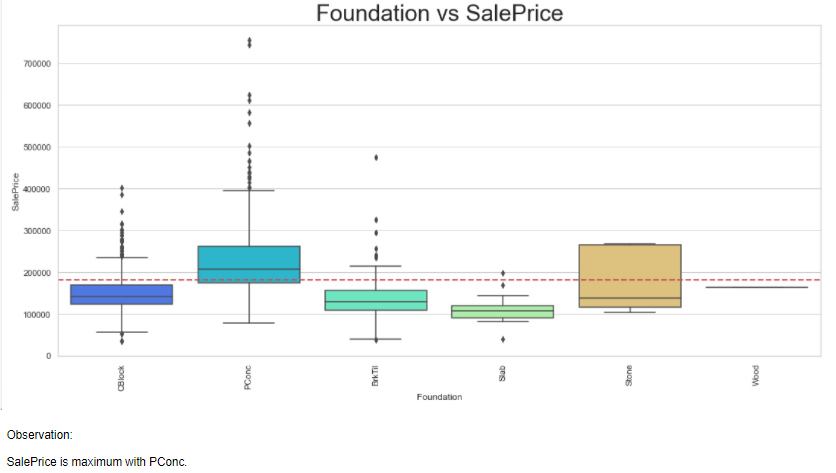 Foundation vs SalePrice
700000
600000
500000
400000
300000
200000
100000
0
SalePrice
CBlock
PConc
BrkTil
Slab
Stone
Wood
Foundation
Observation:
SalePrice is maximum with PConc.